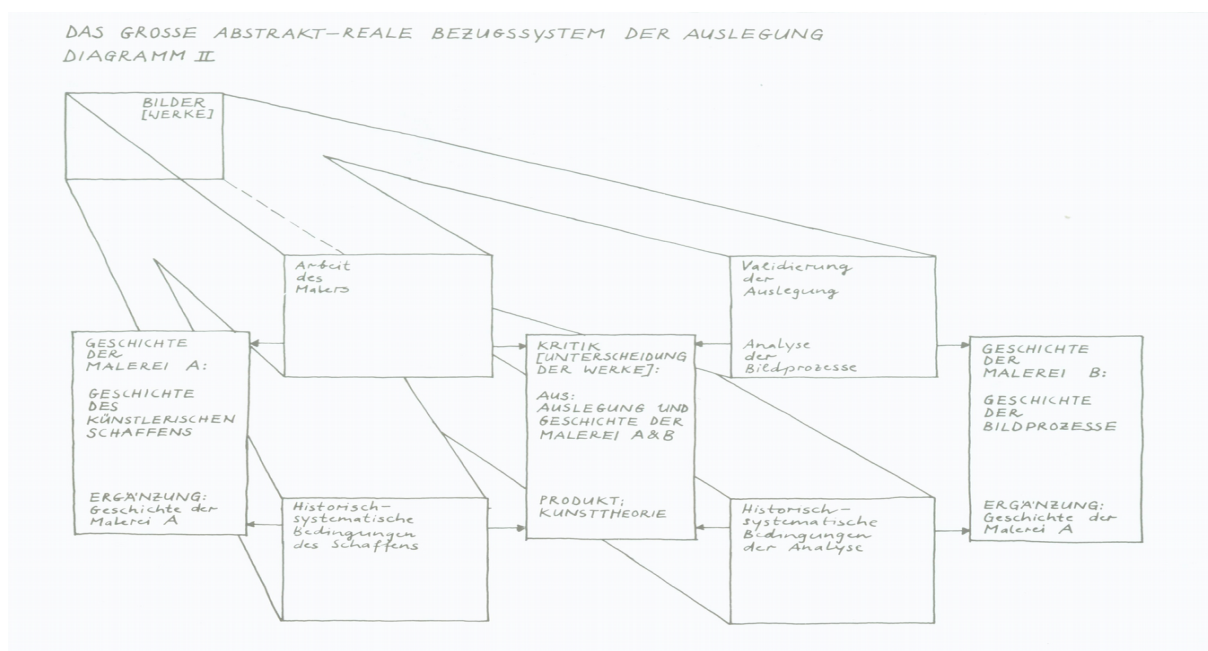 DAS GROSSE ABSTRAKT-REALE BEZUGSSYSTEM DER AUSLEGUNG
DIAGRAMM II
BILDER
[WERKE]
Arbeit
des
Malers
Validierung
der
Auslegung
Analyse
der
Bildprozesse
GESCHICHTE
DER
MALEREI A:
GESCHICHTE
DES
KÜNSTLERISCHEN
SCHAFFENS
ERGÄNZUNG:
Geschichte der
Malerei A
KRITIK
[UNTERSCHEIDUNG
DER WERKE]:
AUS:
AUSLEGUNG UND
GESCHICHTE DER
MALEREI A&B
PRODUKT:
KUNSTTHEORIE
GESCHICHTE
DER
MALEREI B:
GESCHICHTE
DER
BILDPROZESSE
ERGÄNZUNG:
Geschichte der
Malerei A
Historisch-
systematische
Bedingungen
des Schaffens
Historisch-
systematische
Bedingungen
der Analyse